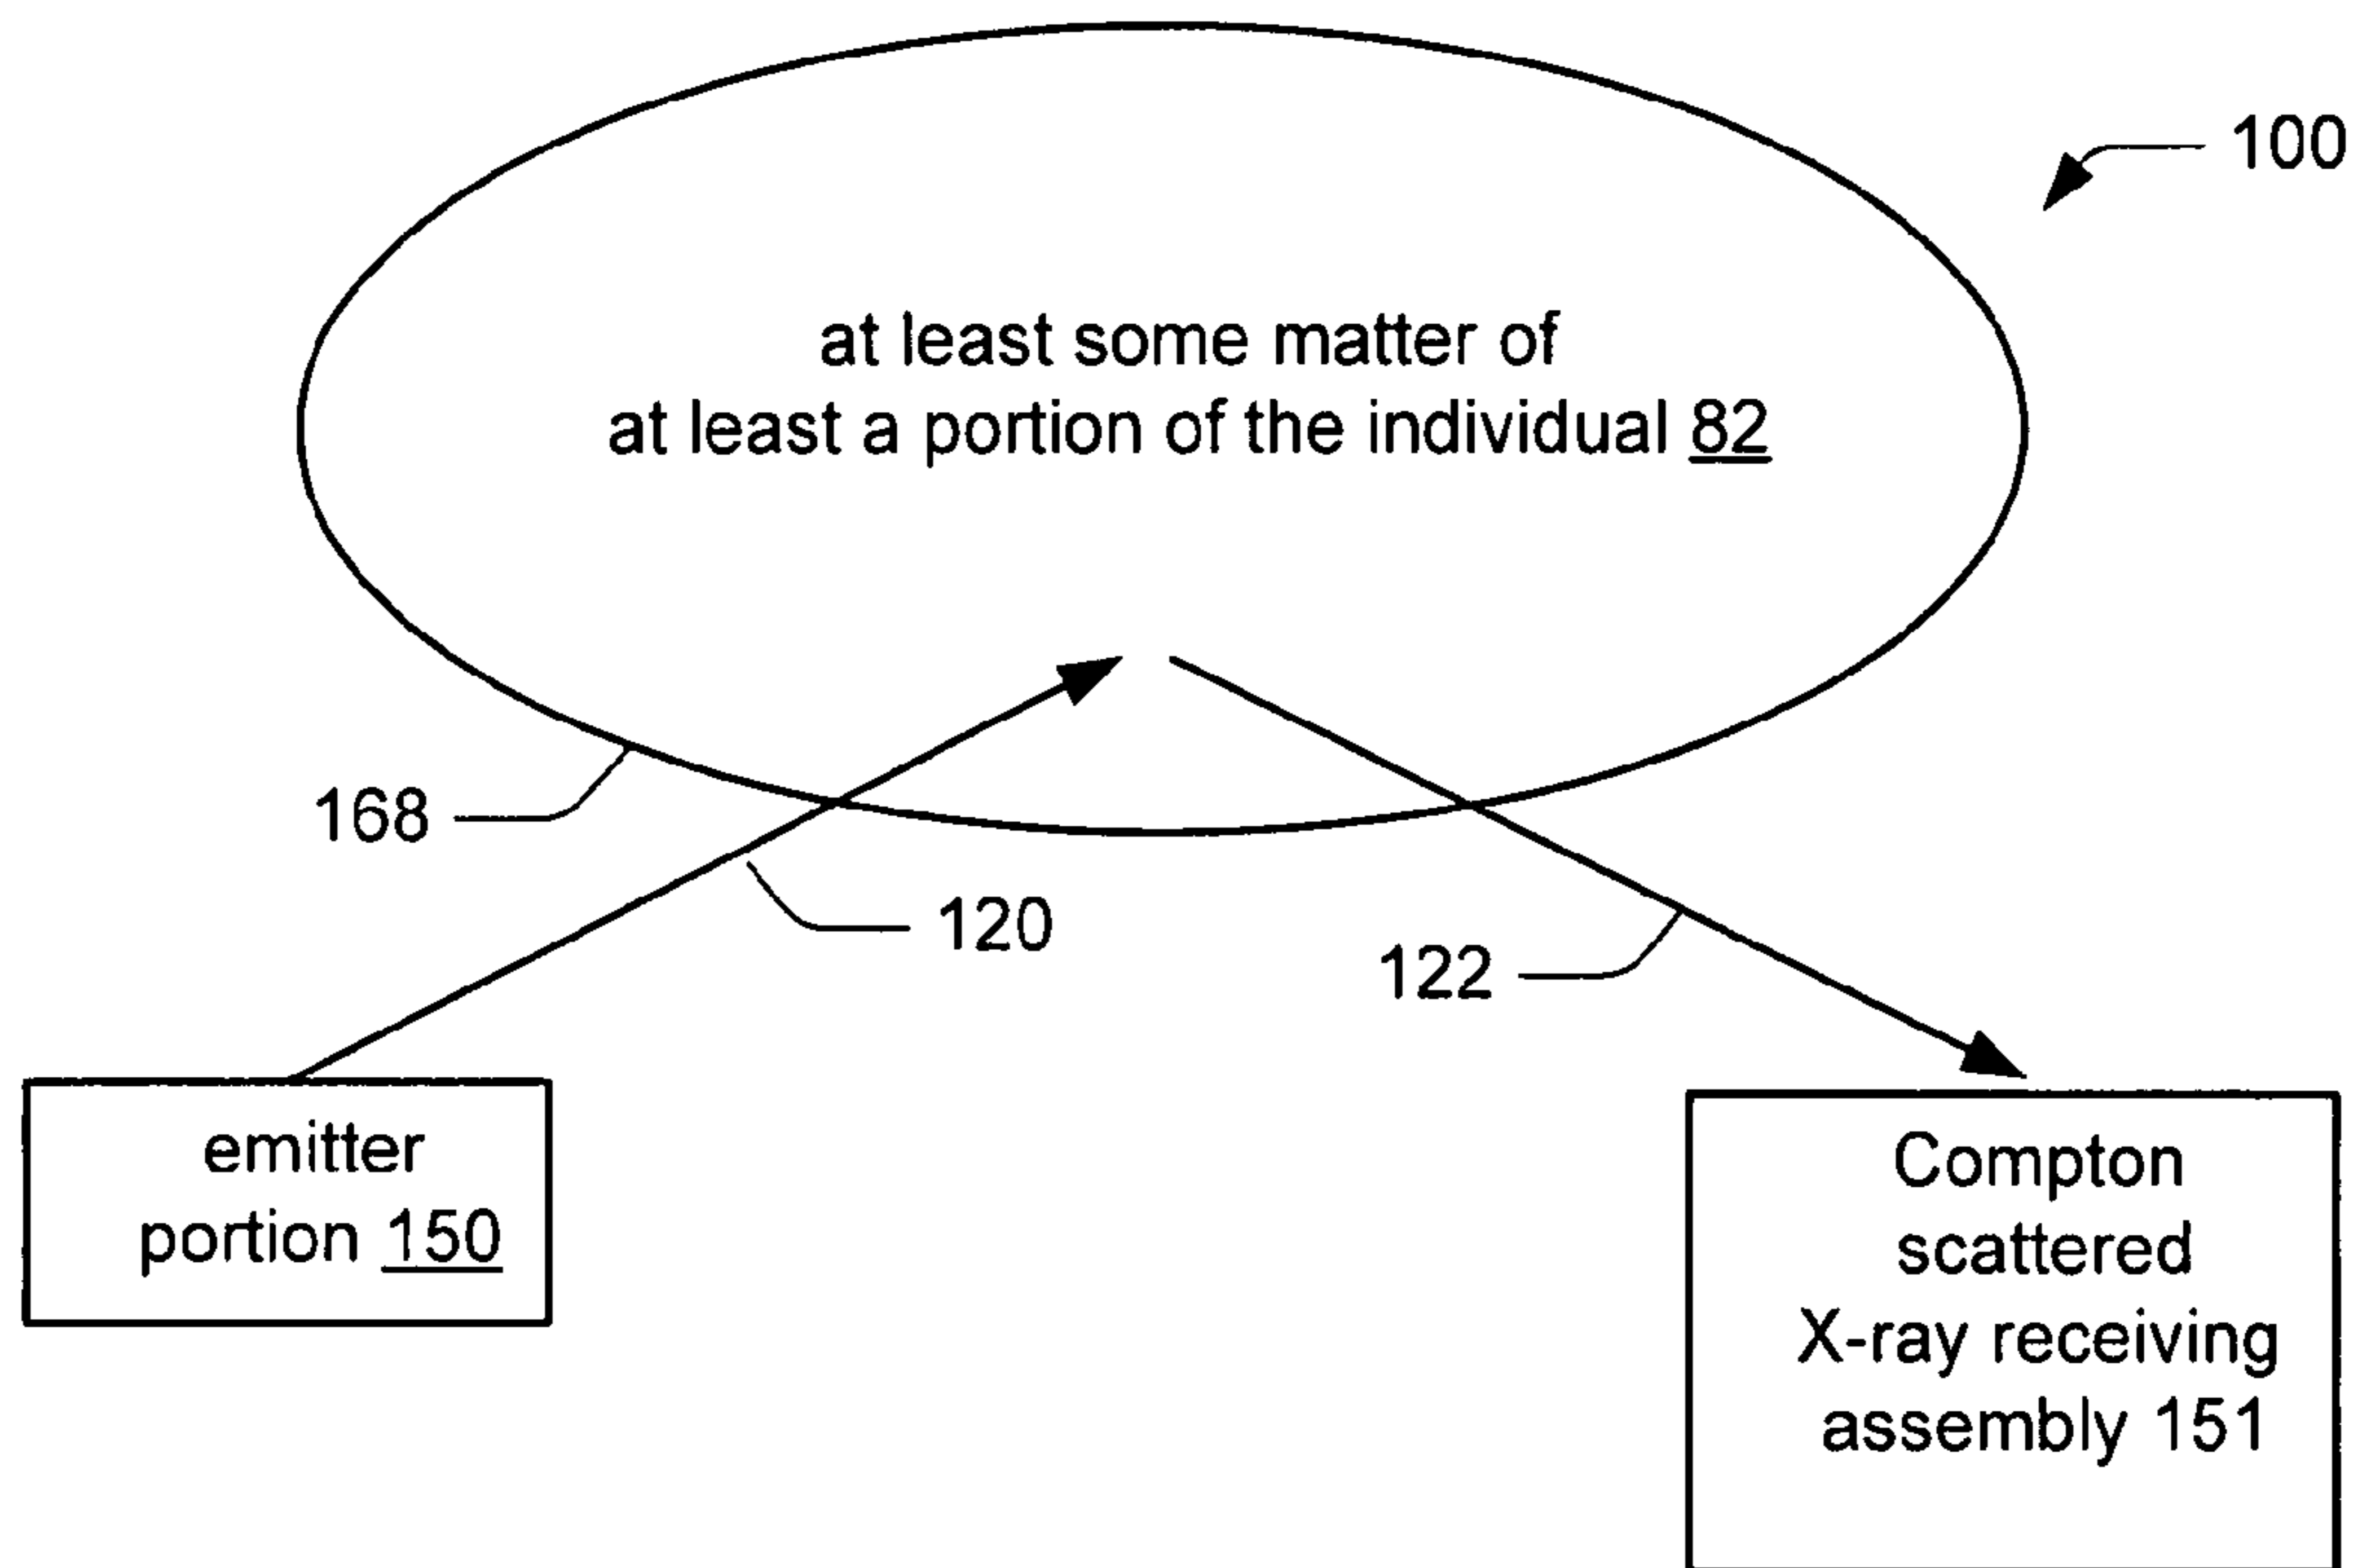 100
at least some matter of
at least a portion of the individual 82
168
120
122
emitter
portion 150
Compton
scattered
X-ray receiving
assembly 151